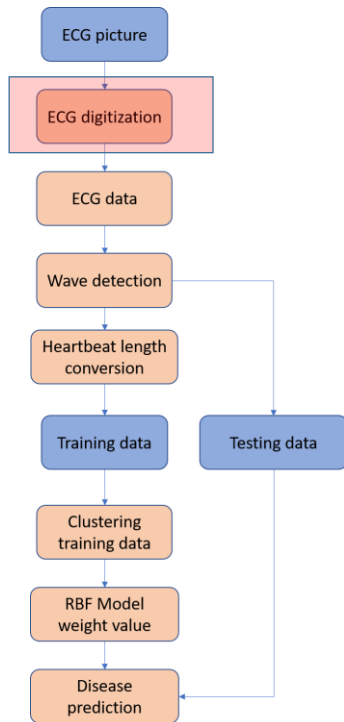 ECG picture
ECG digitization
ECG data
Wave detection
Heartbeat length
conversion
Training data
Testing data
Clustering
training data
RBF Model
weight value
Disease
prediction